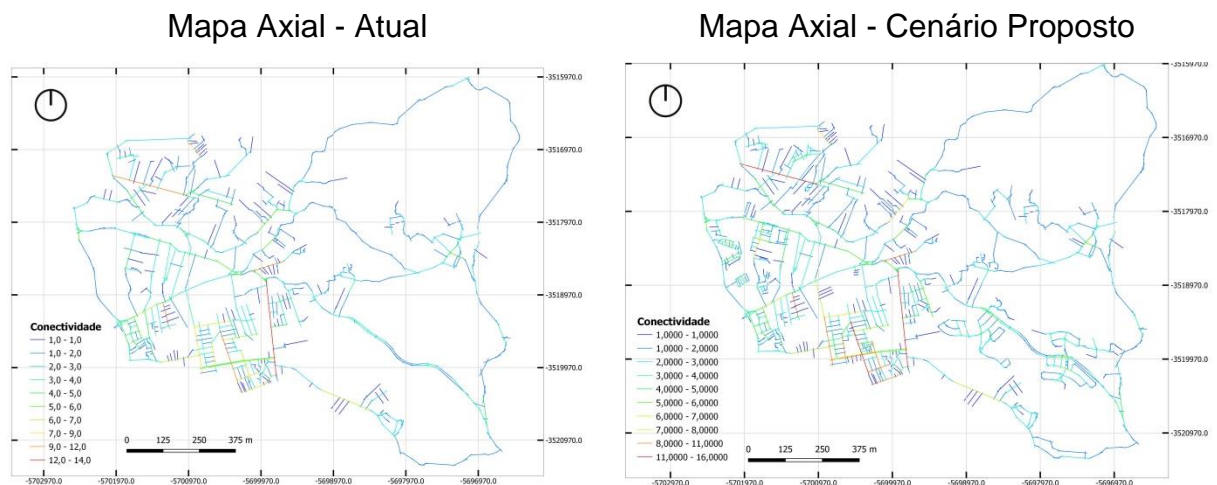 Mapa Axial - Atual
-3515970.0
-3516970.0
-3517970.0
-3518970.0
-3519970.0
-3520970.0
Conectividade
1,0 - 1,0
1,0 - 2,0
2,0 - 3,0
3,0 - 4,0
4,0 - 5,0
5,0 - 6,0
6,0 - 7,0
7,0 - 9,0
9,0 - 12,0
12,0 - 14,0
0 125 250 375 m
-5702970.0 -5701970.0 -5700970.0 -5699970.0 -5698970.0 -5697970.0 -5696970.0
Mapa Axial - Cenário Proposto
-3515970.0
-3516970.0
-3517970.0
-3518970.0
-3519970.0
-3520970.0
Conectividade
1,0000 - 1,0000
1,0000 - 2,0000
2,0000 - 3,0000
3,0000 - 4,0000
4,0000 - 5,0000
5,0000 - 6,0000
6,0000 - 7,0000
7,0000 - 8,0000
8,0000 - 11,0000
11,0000 - 16,0000
0 125 250 375 m
-5702970.0 -5701970.0 -5700970.0 -5699970.0 -5698970.0 -5697970.0 -5696970.0